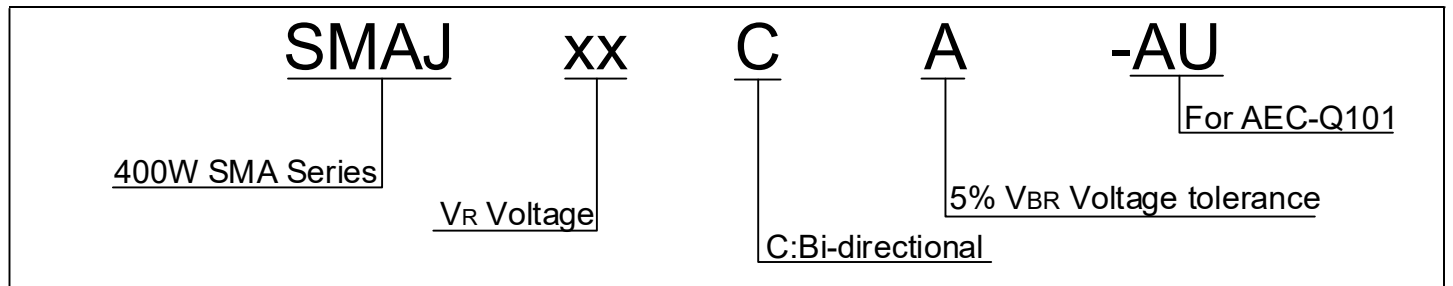 SMAJ xx C A -AU
For AEC-Q101
400W SMA Series
5% VBR Voltage tolerance
VR Voltage
C:Bi-directional